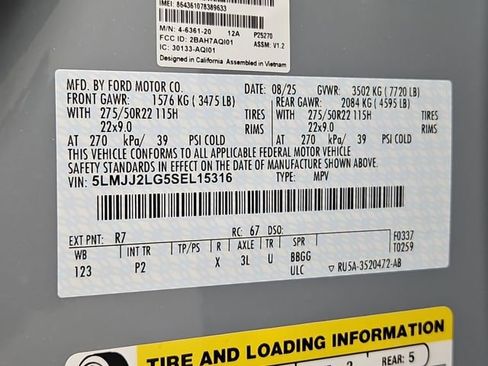 IMEI: 864361078389633
M/N: 4-6361-20 12A P25270
FCC ID: 2BAH7AQI01 ASSM: V1.2
IC: 30133-AQI01
Designed in California Assembled in Vietnam
MFD. BY FORD MOTOR CO. DATE: 08/25 GVWR: 3502 KG ( 7720 LB)
FRONT GAWR: 1576 KG ( 3475 LB) REAR GAWR: 2084 KG ( 4595 LB)
WITH 275/50R22 115H TIRES WITH 275/50R22 115H TIRES
22x9.0 RIMS 22x9.0 RIMS
AT 270 kPa/ 39 PSI COLD AT 270 kPa/ 39 PSI COLD
THIS VEHICLE CONFORMS TO ALL APPLICABLE FEDERAL MOTOR VEHICLE
SAFETY STANDARDS IN EFFECT ON THE DATE OF MANUFACTURE SHOWN ABOVE.
VIN: 5LMJJ2LG5SEL15316 TYPE: MPV
EXT PNT: R7 RC: 67 DSO: F0337
WB INT TR TP/PS R AXLE TR SPR T0259
123 P2 X 3L U BBGG
ULC ▽ RU5A-3520472-AB
TIRE AND LOADING INFORMATION
REAR: 5